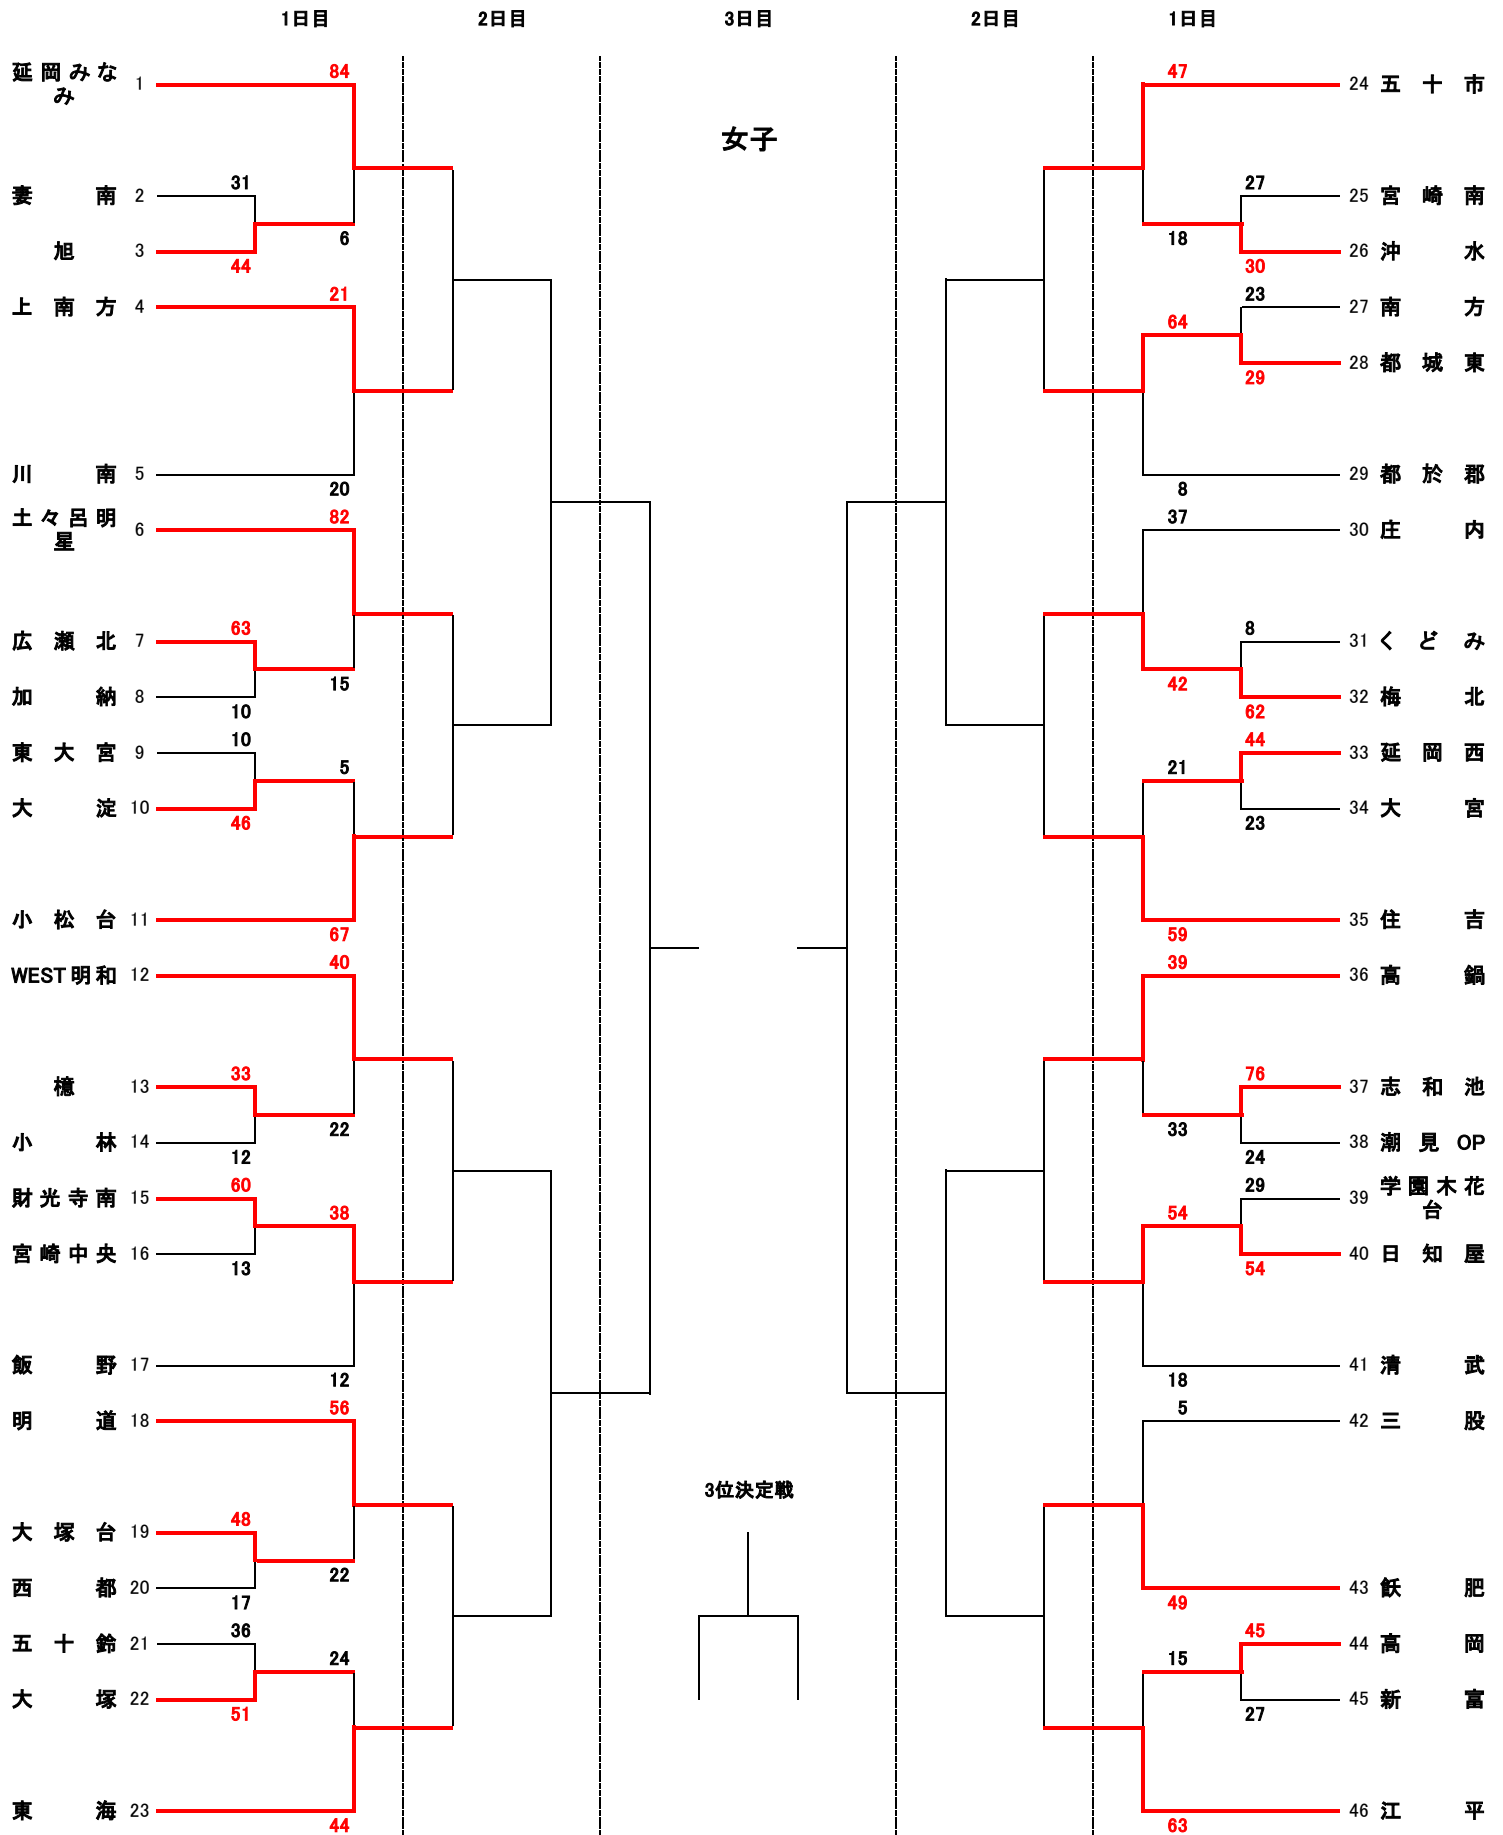 1日目 2日目 3日目 2日目 1日目
女子
延岡みな
み 1 84
妻南 2 31
6
旭 3 44
上南方 4 21
川南 5 20
土々呂明
星 6 82
広瀬北 7 63
15
加納 8 10
東大宮 9 10
5
大淀 10 46
小松台 11 67
WEST明和 12 40
檍 13 33
22
小林 14 12
財光寺南 15 60
38
宮崎中央 16 13
飯野 17 12
明道 18 56
大塚台 19 48
22
西都 20 17
五十鈴 21 36
24
大塚 22 51
東海 23 44
3位決定戦
47 24 五十市
27 25 宮崎南
18
30 26 沖水
23 27 南方
64
29 28 都城東
8 29 都於郡
37 30 庄内
8 31 くどみ
42
62 32 梅北
44 33 延岡西
21
23 34 大宮
59 35 住吉
39 36 高鍋
76 37 志和池
33
24 38 潮見OP
29 39 学園木花
台
54
54 40 日知屋
18 41 清武
5 42 三股
49 43 飫肥
45 44 高岡
15
27 45 新富
63 46 江平